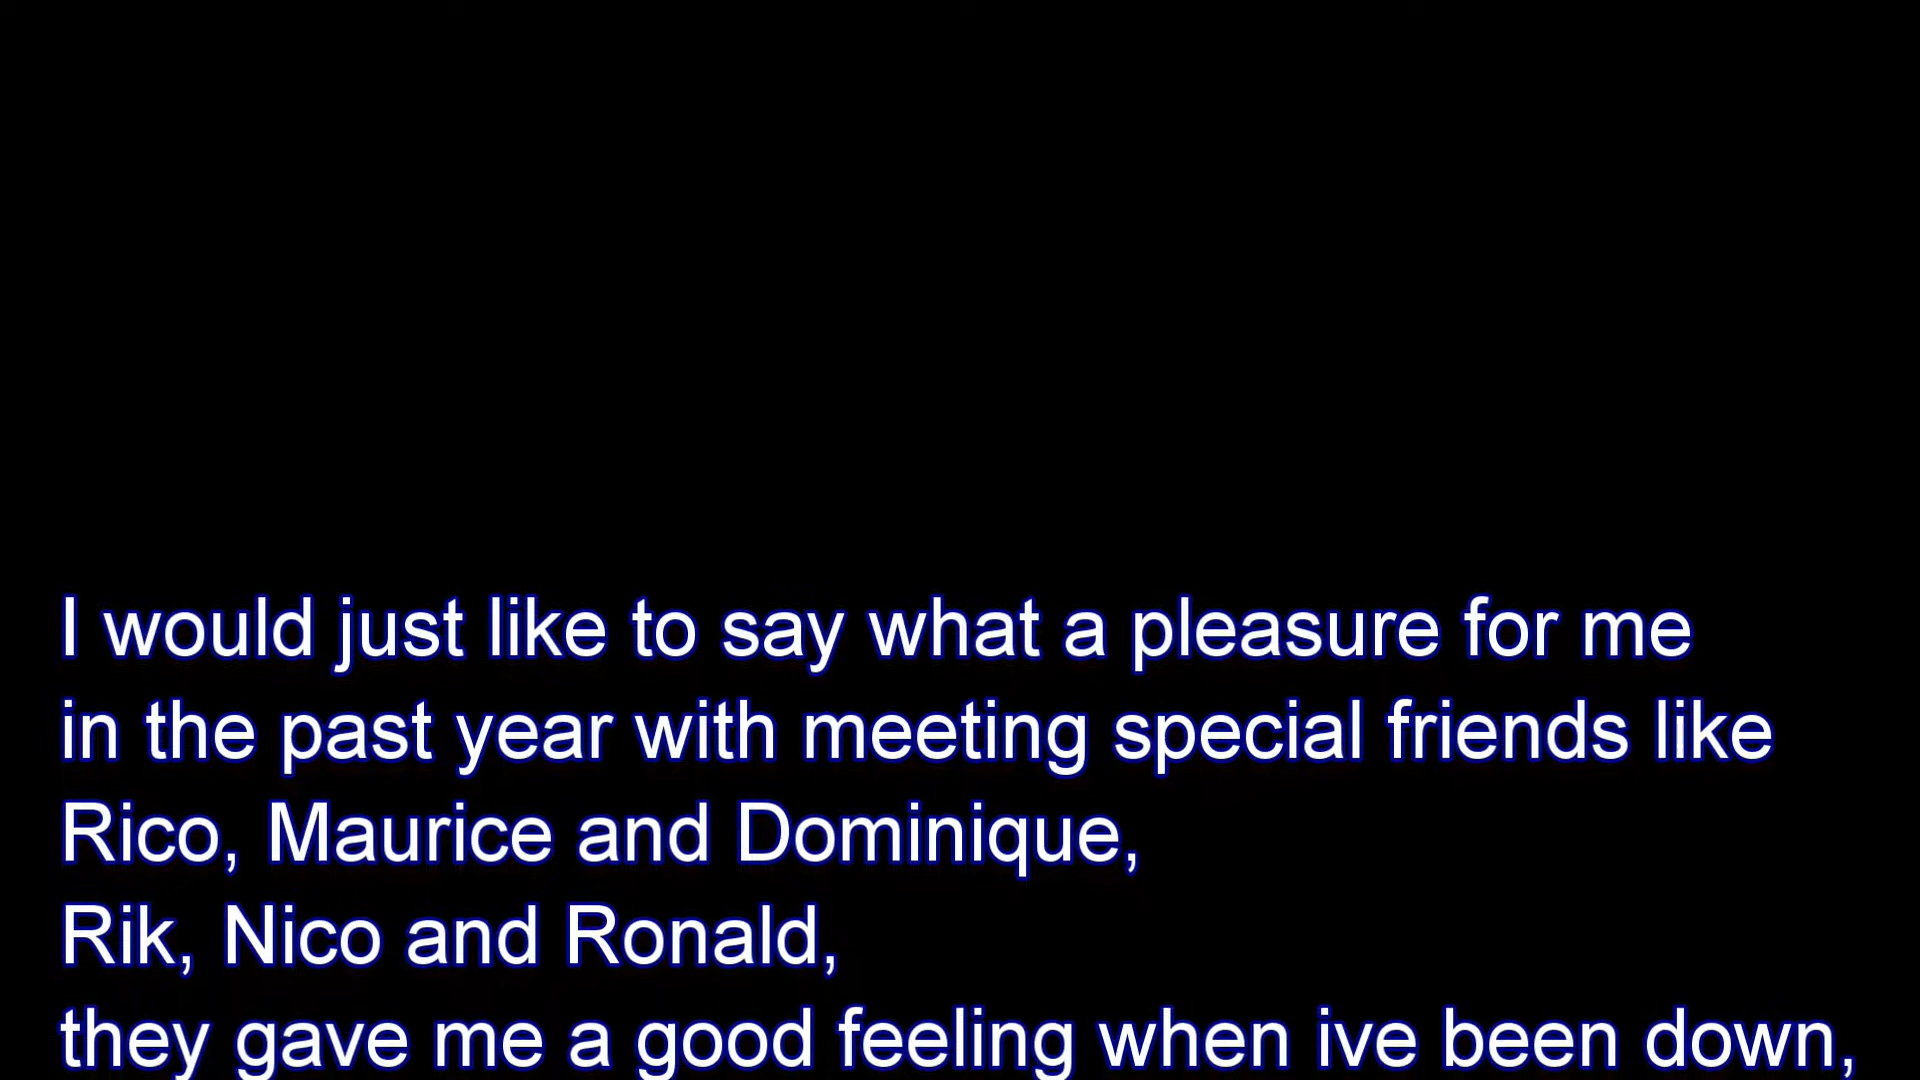 I would just like to say what a pleasure for me
in the past year with meeting special friends like
Rico, Maurice and Dominique,
Rik, Nico and Ronald,
they gave me a good feeling when ive been down,